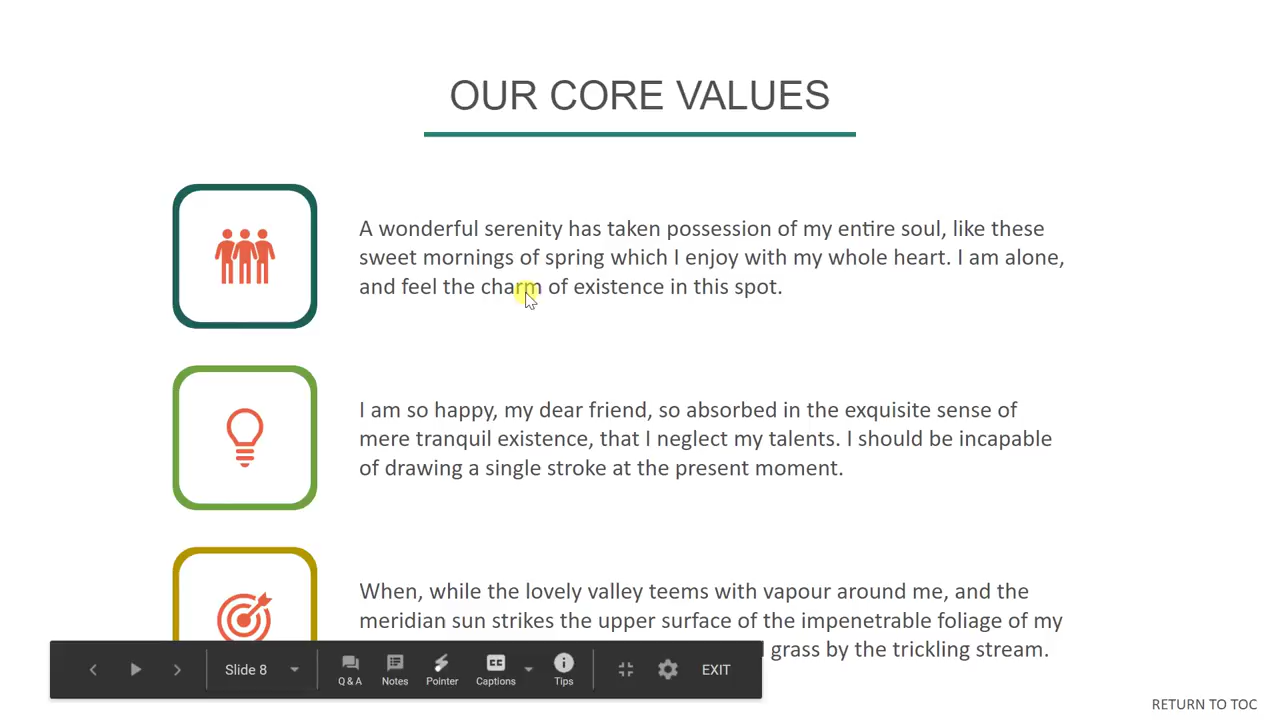 OUR CORE VALUES
A wonderful serenity has taken possession of my entire soul, like these
sweet mornings of spring which I enjoy with my whole heart. I am alone,
and feel the charm of existence in this spot.
I am so happy, my dear friend, so absorbed in the exquisite sense of
mere tranquil existence, that I neglect my talents. I should be incapable
of drawing a single stroke at the present moment.
When, while the lovely valley teems with vapour around me, and the
meridian sun strikes the upper surface of the impenetrable foliage of my
grass by the trickling stream.
Slide 8
Q & A
Notes
Pointer
CC
Captions
Tips
EXIT
RETURN TO TOC